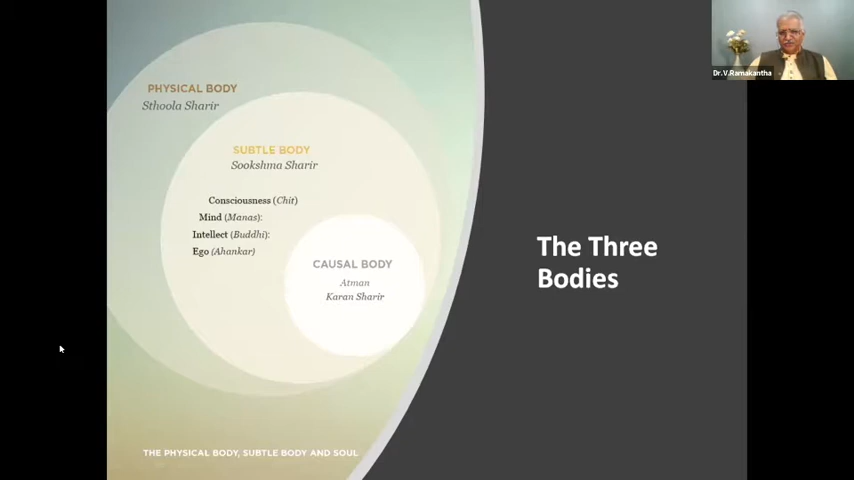 PHYSICAL BODY
Sthoola Sharir
SUBTLE BODY
Sookshma Sharir
Consciousness (Chit)
Mind (Manas):
Intellect (Buddhi):
Ego (Ahankar)
CAUSAL BODY
Atman
Karan Sharir
THE PHYSICAL BODY, SUBTLE BODY AND SOUL
The Three
Bodies
Dr.V.Ramakantha